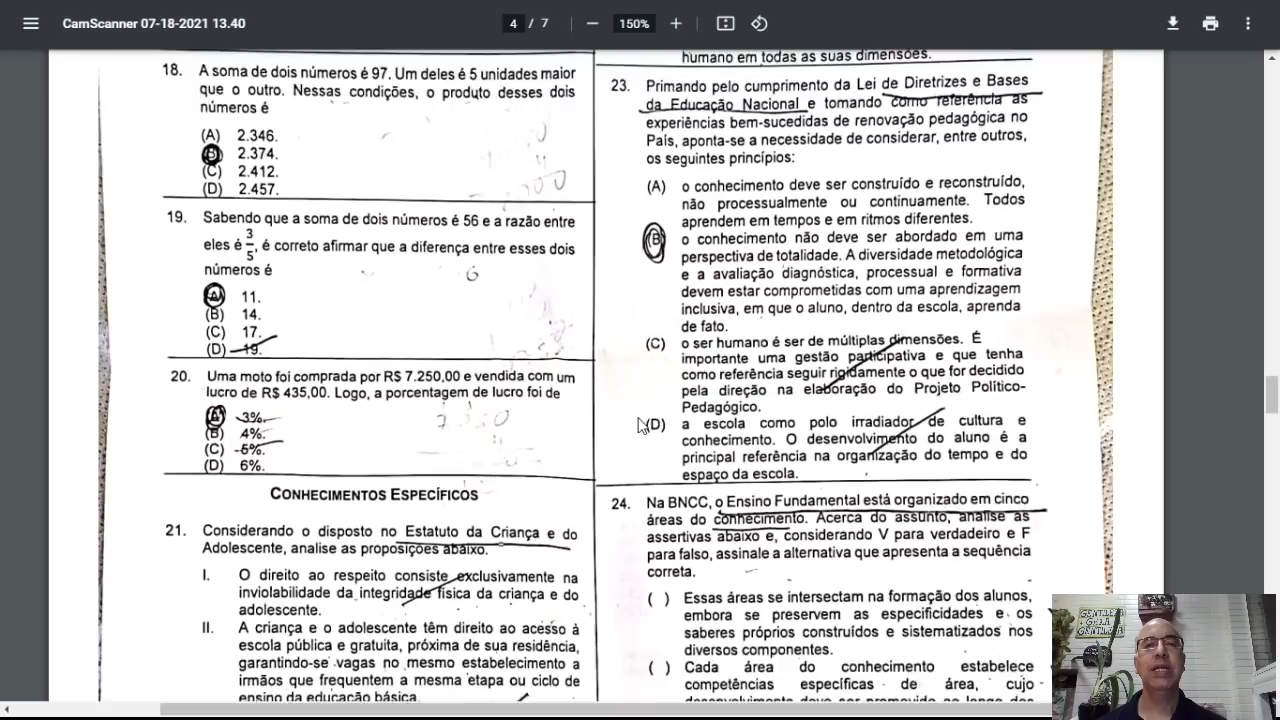 CamScanner 07-18-2021 13.40
4 / 7
150%
18. A soma de dois números é 97. Um deles é 5 unidades maior
que o outro. Nessas condições, o produto desses dois
números é
(A) 2.346.
(B) 2.374.
(C) 2.412.
(D) 2.457.
19. Sabendo que a soma de dois números é 56 e a razão entre
eles é 3/5, é correto afirmar que a diferença entre esses dois
números é
(A) 11.
(B) 14.
(C) 17.
(D) 19.
20. Uma moto foi comprada por R$ 7.250,00 e vendida com um
lucro de R$ 435,00. Logo, a porcentagem de lucro foi de
(A) 3%.
(B) 4%.
(C) 5%.
(D) 6%.
CONHECIMENTOS ESPECÍFICOS
21. Considerando o disposto no Estatuto da Criança e do
Adolescente, analise as proposições abaixo.
I. O direito ao respeito consiste exclusivamente na
inviolabilidade da integridade física da criança e do
adolescente.
II. A criança e o adolescente têm direito ao acesso à
escola pública e gratuita, próxima de sua residência,
garantindo-se vagas no mesmo estabelecimento a
irmãos que frequentem a mesma etapa ou ciclo de
ensino da educação básica.
humano em todas as suas dimensões.
23. Primando pelo cumprimento da Lei de Diretrizes e Bases
da Educação Nacional e tomando como referência as
experiências bem-sucedidas de renovação pedagógica no
País, aponta-se a necessidade de considerar, entre outros,
os seguintes princípios:
(A) o conhecimento deve ser construído e reconstruído,
não processualmente ou continuamente. Todos
aprendem em tempos e em ritmos diferentes.
(B) o conhecimento não deve ser abordado em uma
perspectiva de totalidade. A diversidade metodológica
e a avaliação diagnóstica, processual e formativa
devem estar comprometidas com uma aprendizagem
inclusiva, em que o aluno, dentro da escola, aprenda
de fato.
(C) o ser humano é ser de múltiplas dimensões. É
importante uma gestão participativa e que tenha
como referência seguir rigidamente o que for decidido
pela direção na elaboração do Projeto Político-
Pedagógico.
(D) a escola como polo irradiador de cultura e
conhecimento. O desenvolvimento do aluno é a
principal referência na organização do tempo e do
espaço da escola.
24. Na BNCC, o Ensino Fundamental está organizado em cinco
áreas do conhecimento. Acerca do assunto, analise as
assertivas abaixo e, considerando V para verdadeiro e F
para falso, assinale a alternativa que apresenta a sequência
correta.
( ) Essas áreas se intersectam na formação dos alunos,
embora se preservem as especificidades e os
saberes próprios construídos e sistematizados nos
diversos componentes.
( ) Cada área do conhecimento estabelece
competências específicas de área, cujo
GENTILEZA
GERA
GENTILEZA